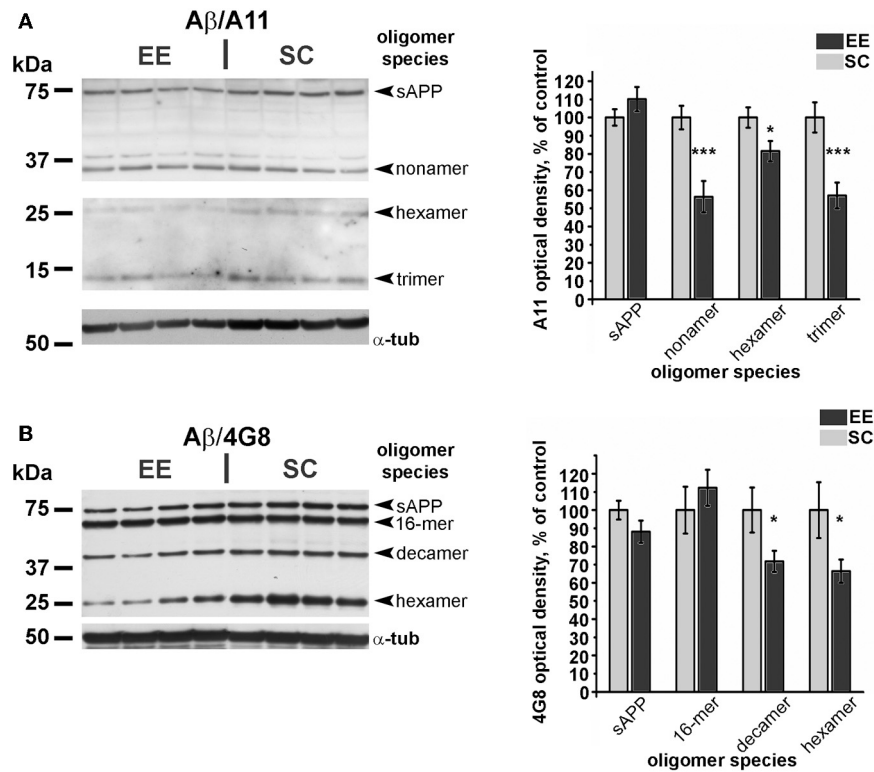 A
Aβ/A11
EE | SC
oligomer
species
kDa
75
37
25
15
50
sAPP
nonamer
hexamer
trimer
α-tub
EE
SC
A11 optical density, % of control
120
110
100
90
80
70
60
50
40
30
20
10
0
***
*
***
sAPP
nonamer
hexamer
trimer
oligomer species
B
Aβ/4G8
EE | SC
oligomer
species
kDa
75
37
25
50
sAPP
16-mer
decamer
hexamer
α-tub
EE
SC
4G8 optical density, % of control
120
110
100
90
80
70
60
50
40
30
20
10
0
*
*
sAPP
16-mer
decamer
hexamer
oligomer species